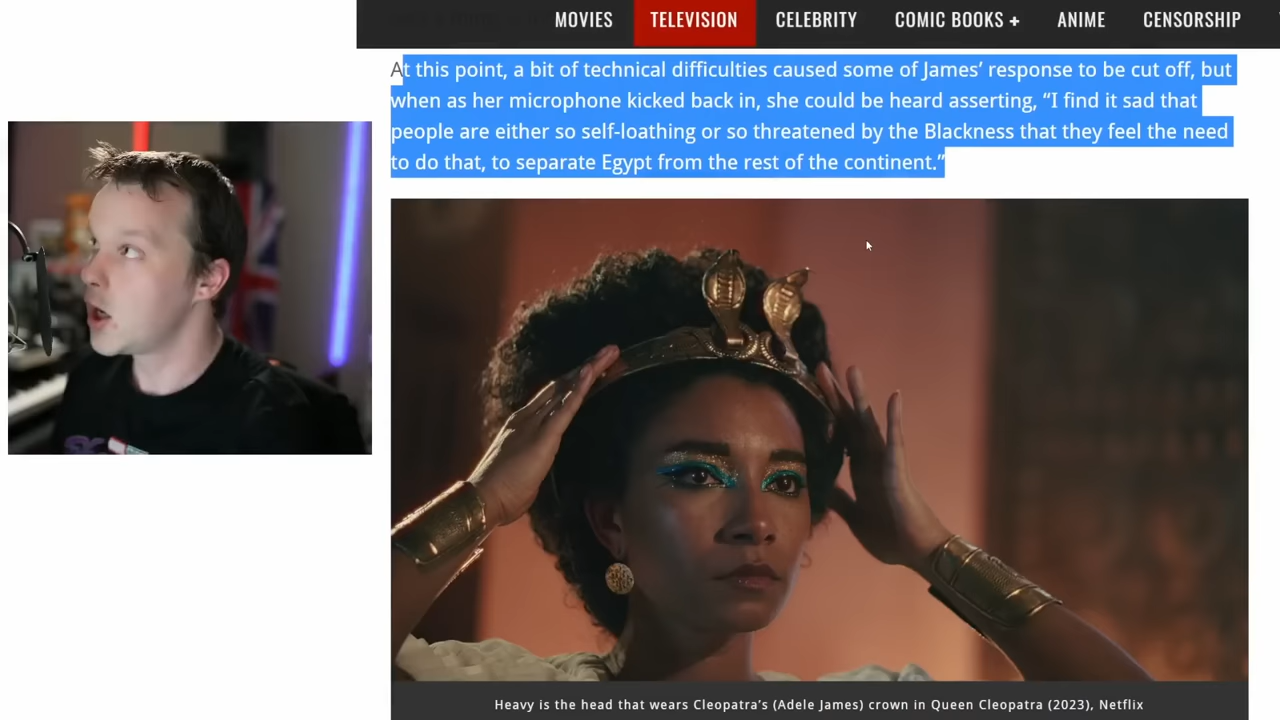 MOVIES TELEVISION CELEBRITY COMIC BOOKS + ANIME CENSORSHIP
At this point, a bit of technical difficulties caused some of James’ response to be cut off, but
when as her microphone kicked back in, she could be heard asserting, “I find it sad that
people are either so self-loathing or so threatened by the Blackness that they feel the need
to do that, to separate Egypt from the rest of the continent.”
Heavy is the head that wears Cleopatra’s (Adele James) crown in Queen Cleopatra (2023), Netflix